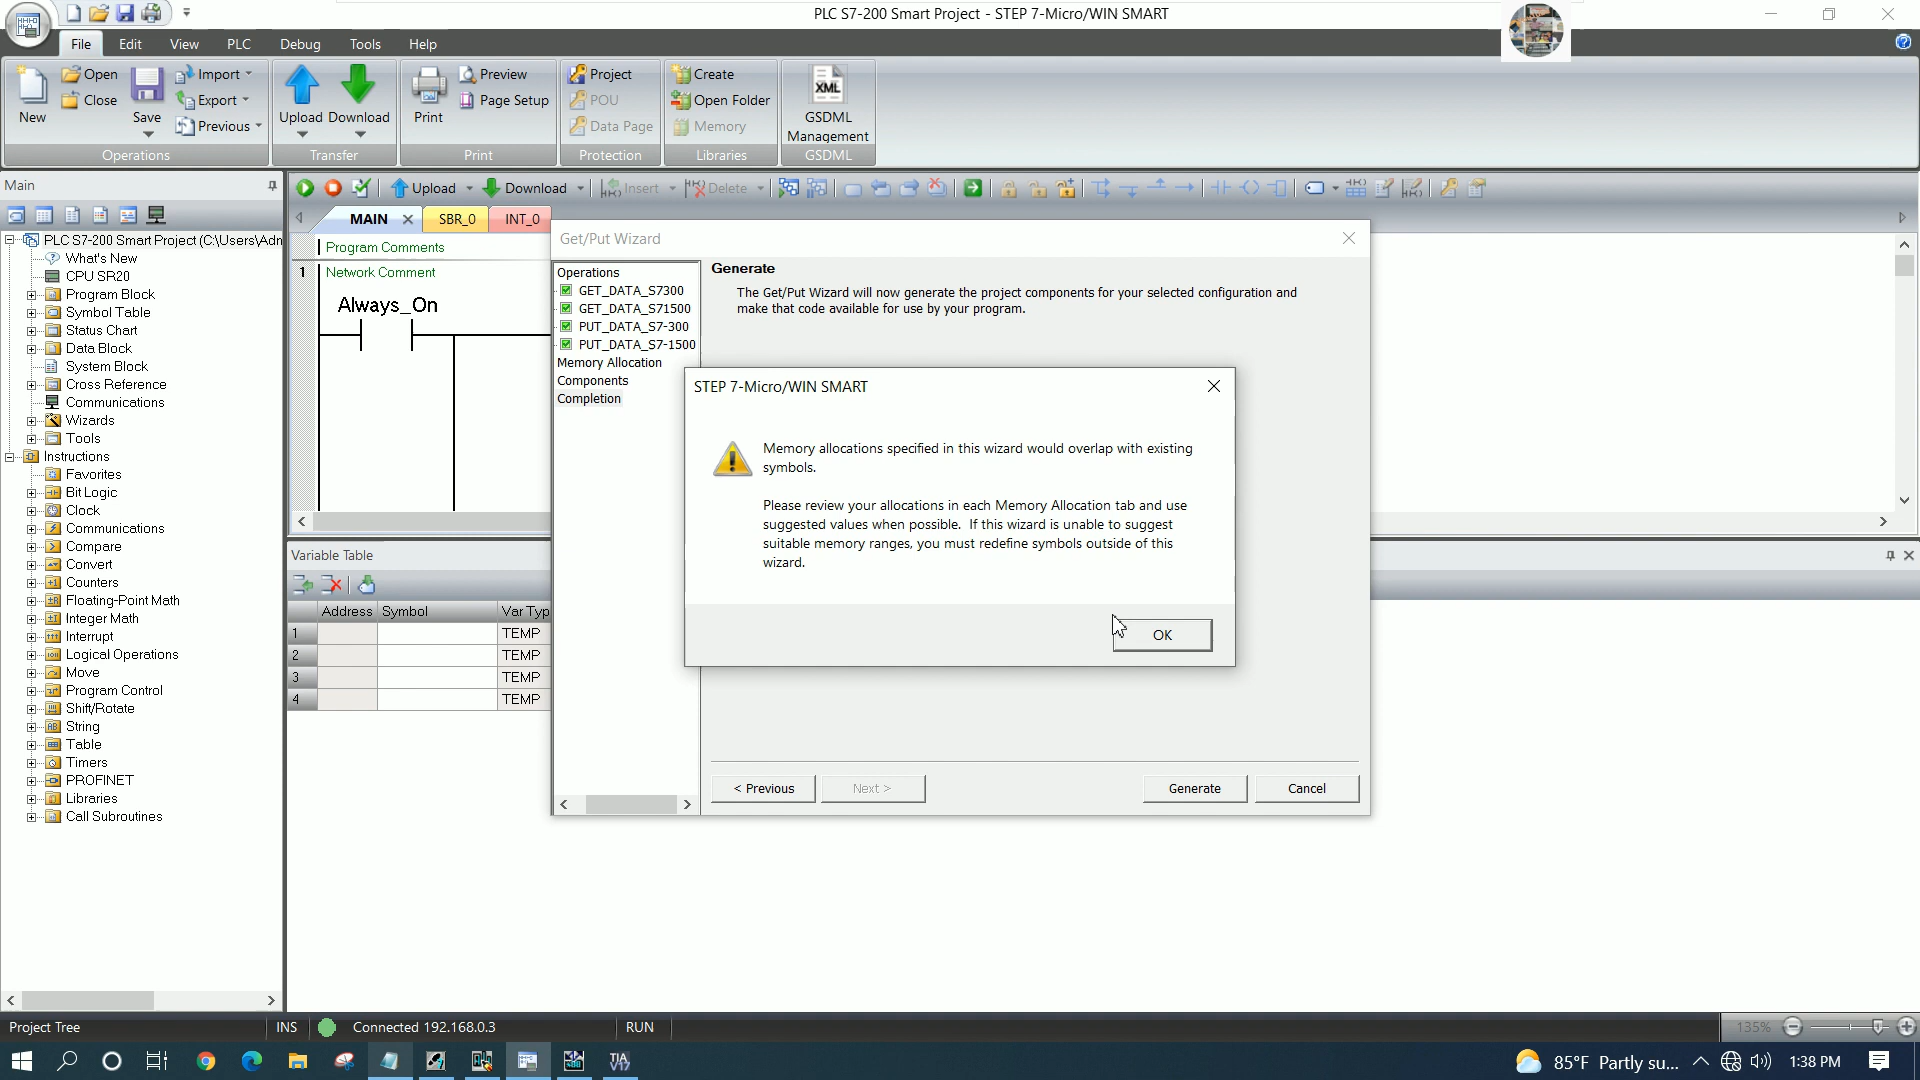 PLC S7-200 Smart Project - STEP 7-Micro/WIN SMART
File Edit View PLC Debug Tools Help
New
Open
Close
Save
Import
Export
Previous
Operations
Upload
Download
Transfer
Print
Preview
Page Setup
Print
Project
POU
Data Page
Protection
Create
Open Folder
Memory
Libraries
XML
GSDML
Management
GSDML
Main
Upload Download Insert Delete
MAIN SBR_0 INT_0
PLC S7-200 Smart Project (C:\Users\Adn
What's New
CPU SR20
Program Block
Symbol Table
Status Chart
Data Block
System Block
Cross Reference
Communications
Wizards
Tools
Instructions
Favorites
Bit Logic
Clock
Communications
Compare
Convert
Counters
Floating-Point Math
Integer Math
Interrupt
Logical Operations
Move
Program Control
Shift/Rotate
String
Table
Timers
PROFINET
Libraries
Call Subroutines
Program Comments
1 Network Comment
Always_On
Variable Table
Address Symbol Var Typ
1 TEMP
2 TEMP
3 TEMP
4 TEMP
Get/Put Wizard
Operations
GET_DATA_S7300
GET_DATA_S71500
PUT_DATA_S7-300
PUT_DATA_S7-1500
Memory Allocation
Components
Completion
Generate
The Get/Put Wizard will now generate the project components for your selected configuration and
make that code available for use by your program.
STEP 7-Micro/WIN SMART
Memory allocations specified in this wizard would overlap with existing
symbols.
Please review your allocations in each Memory Allocation tab and use
suggested values when possible. If this wizard is unable to suggest
suitable memory ranges, you must redefine symbols outside of this
wizard.
OK
< Previous Next > Generate Cancel
Project Tree INS Connected 192.168.0.3 RUN 135%
TIA
V17
85°F Partly su... 1:38 PM